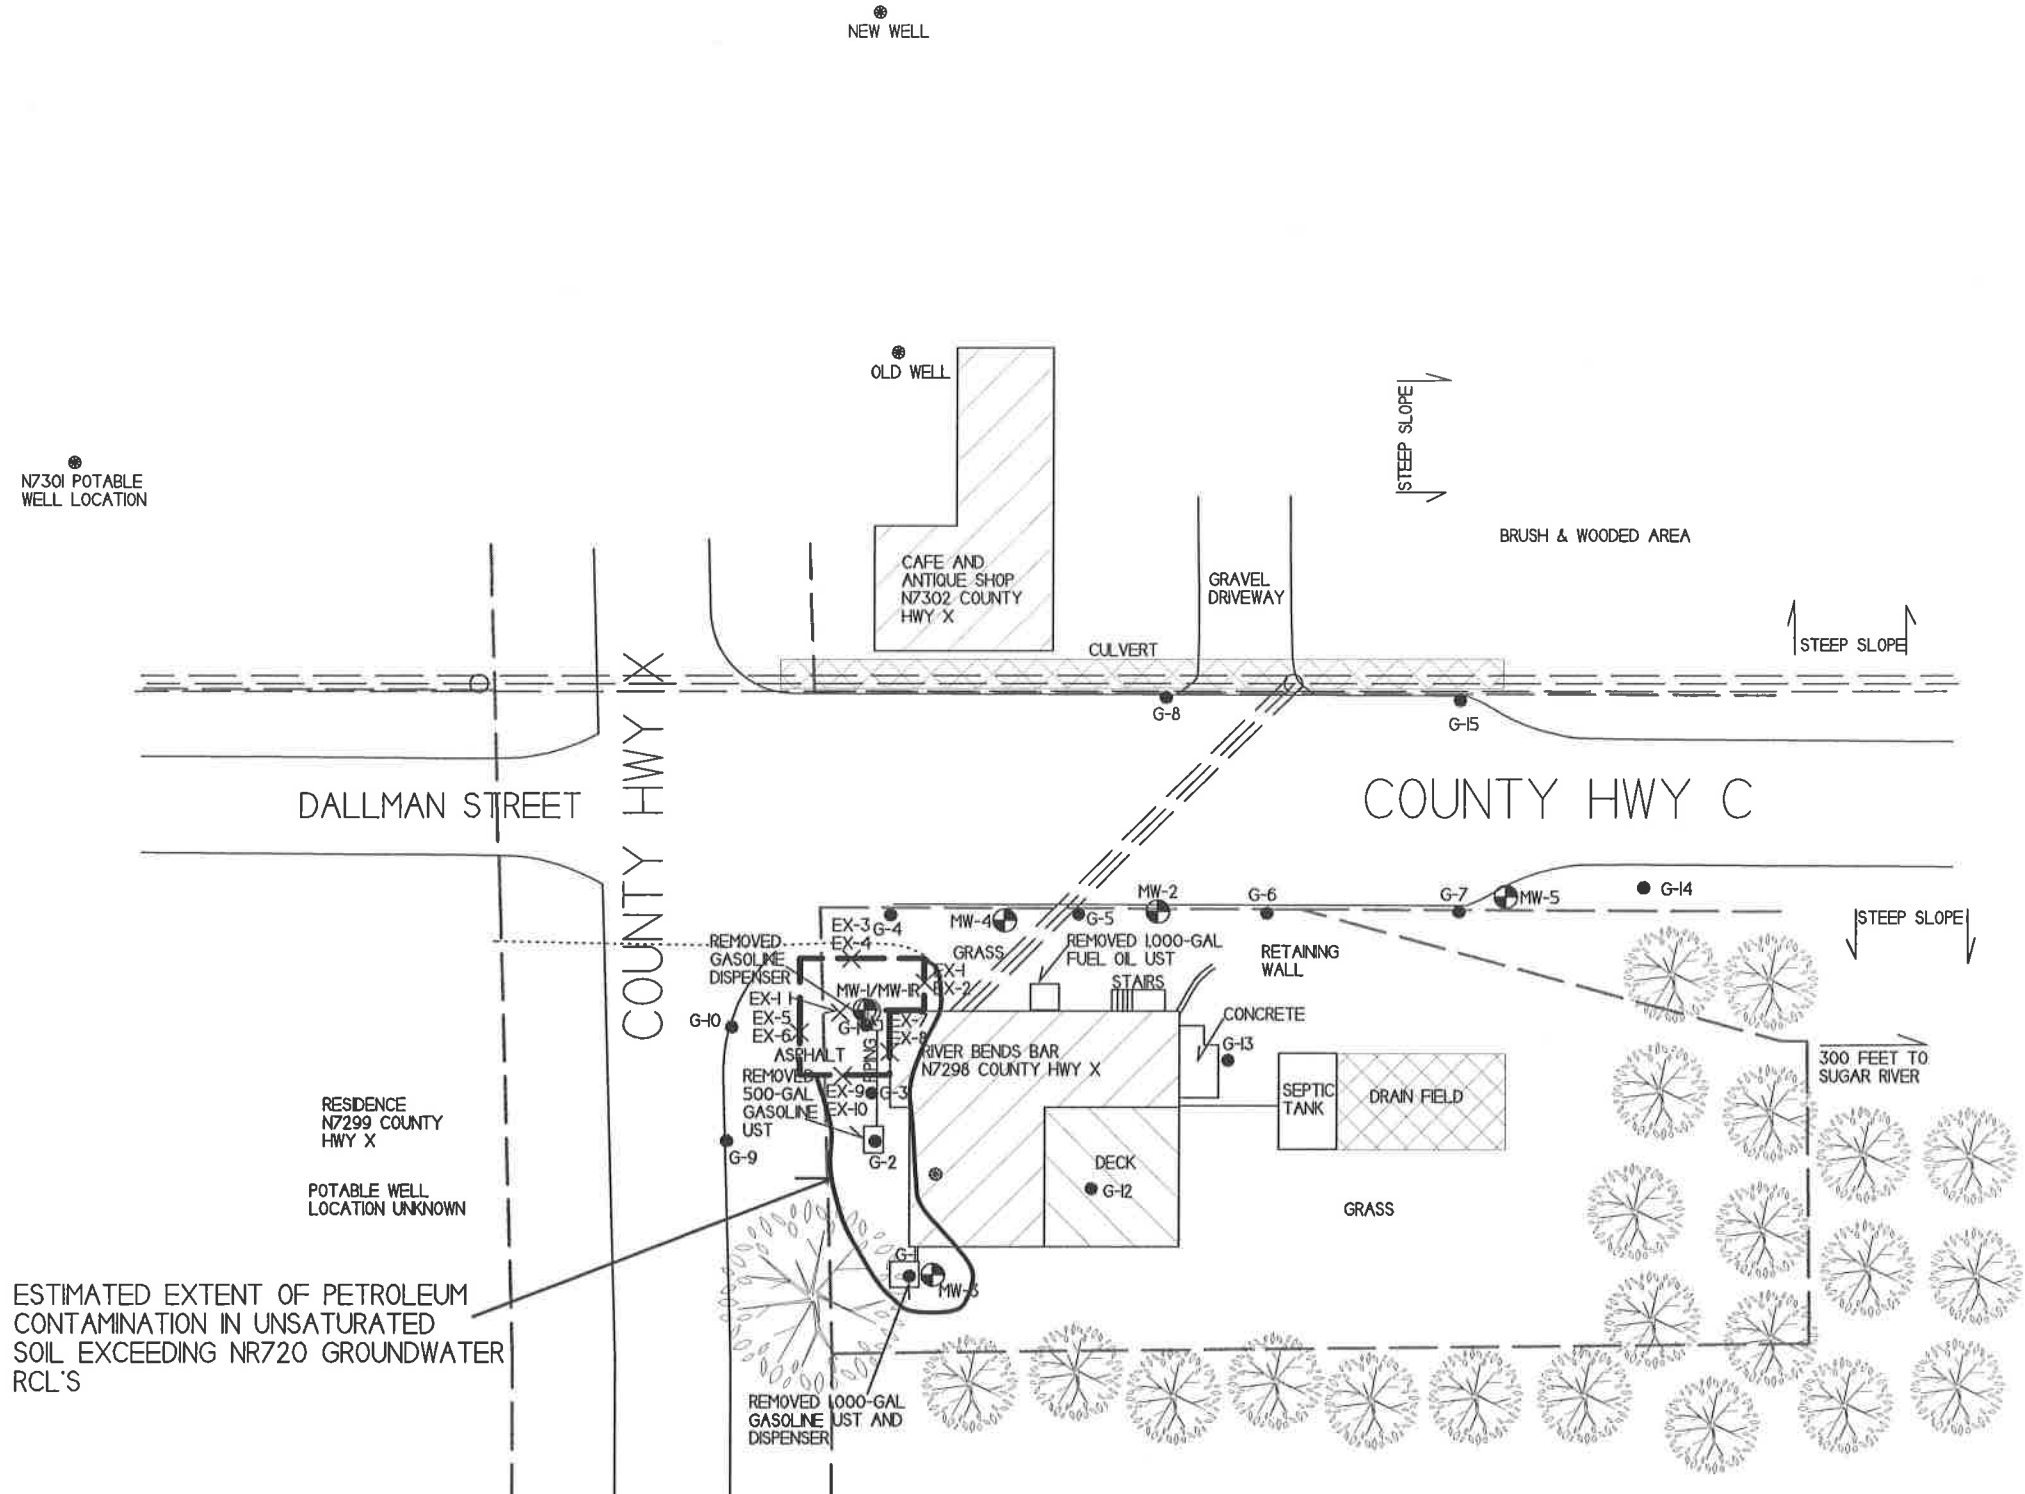 NEW WELL
OLD WELL
STEEP SLOPE
N7301 POTABLE
WELL LOCATION
BRUSH & WOODED AREA
CAFE AND
ANTIQUE SHOP
N7302 COUNTY
HWY X
GRAVEL
DRIVEWAY
CULVERT
STEEP SLOPE
G-8
G-15
DALLMAN STREET
COUNTY HWY X
COUNTY HWY C
MW-2
G-6
G-7
MW-5
G-14
EX-3
EX-4
G-4
MW-4
G-5
STEEP SLOPE
REMOVED
GASOLINE
DISPENSER
GRASS
REMOVED 1,000-GAL
FUEL OIL UST
RETAINING
WALL
EX-1
EX-2
STAIRS
MW-1/MW-1R
EX-11
EX-5
EX-6
G-10
EX-7
EX-8
CONCRETE
ASPHALT
PIPING
RIVER BENDS BAR
N7298 COUNTY HWY X
G-13
300 FEET TO
SUGAR RIVER
REMOVED
500-GAL
GASOLINE
UST
EX-9
EX-10
G-3
SEPTIC
TANK
DRAIN FIELD
RESIDENCE
N7299 COUNTY
HWY X
G-9
G-2
DECK
G-12
POTABLE WELL
LOCATION UNKNOWN
GRASS
G-1
MW-3
ESTIMATED EXTENT OF PETROLEUM
CONTAMINATION IN UNSATURATED
SOIL EXCEEDING NR720 GROUNDWATER
RCL'S
REMOVED 1,000-GAL
GASOLINE UST AND
DISPENSER